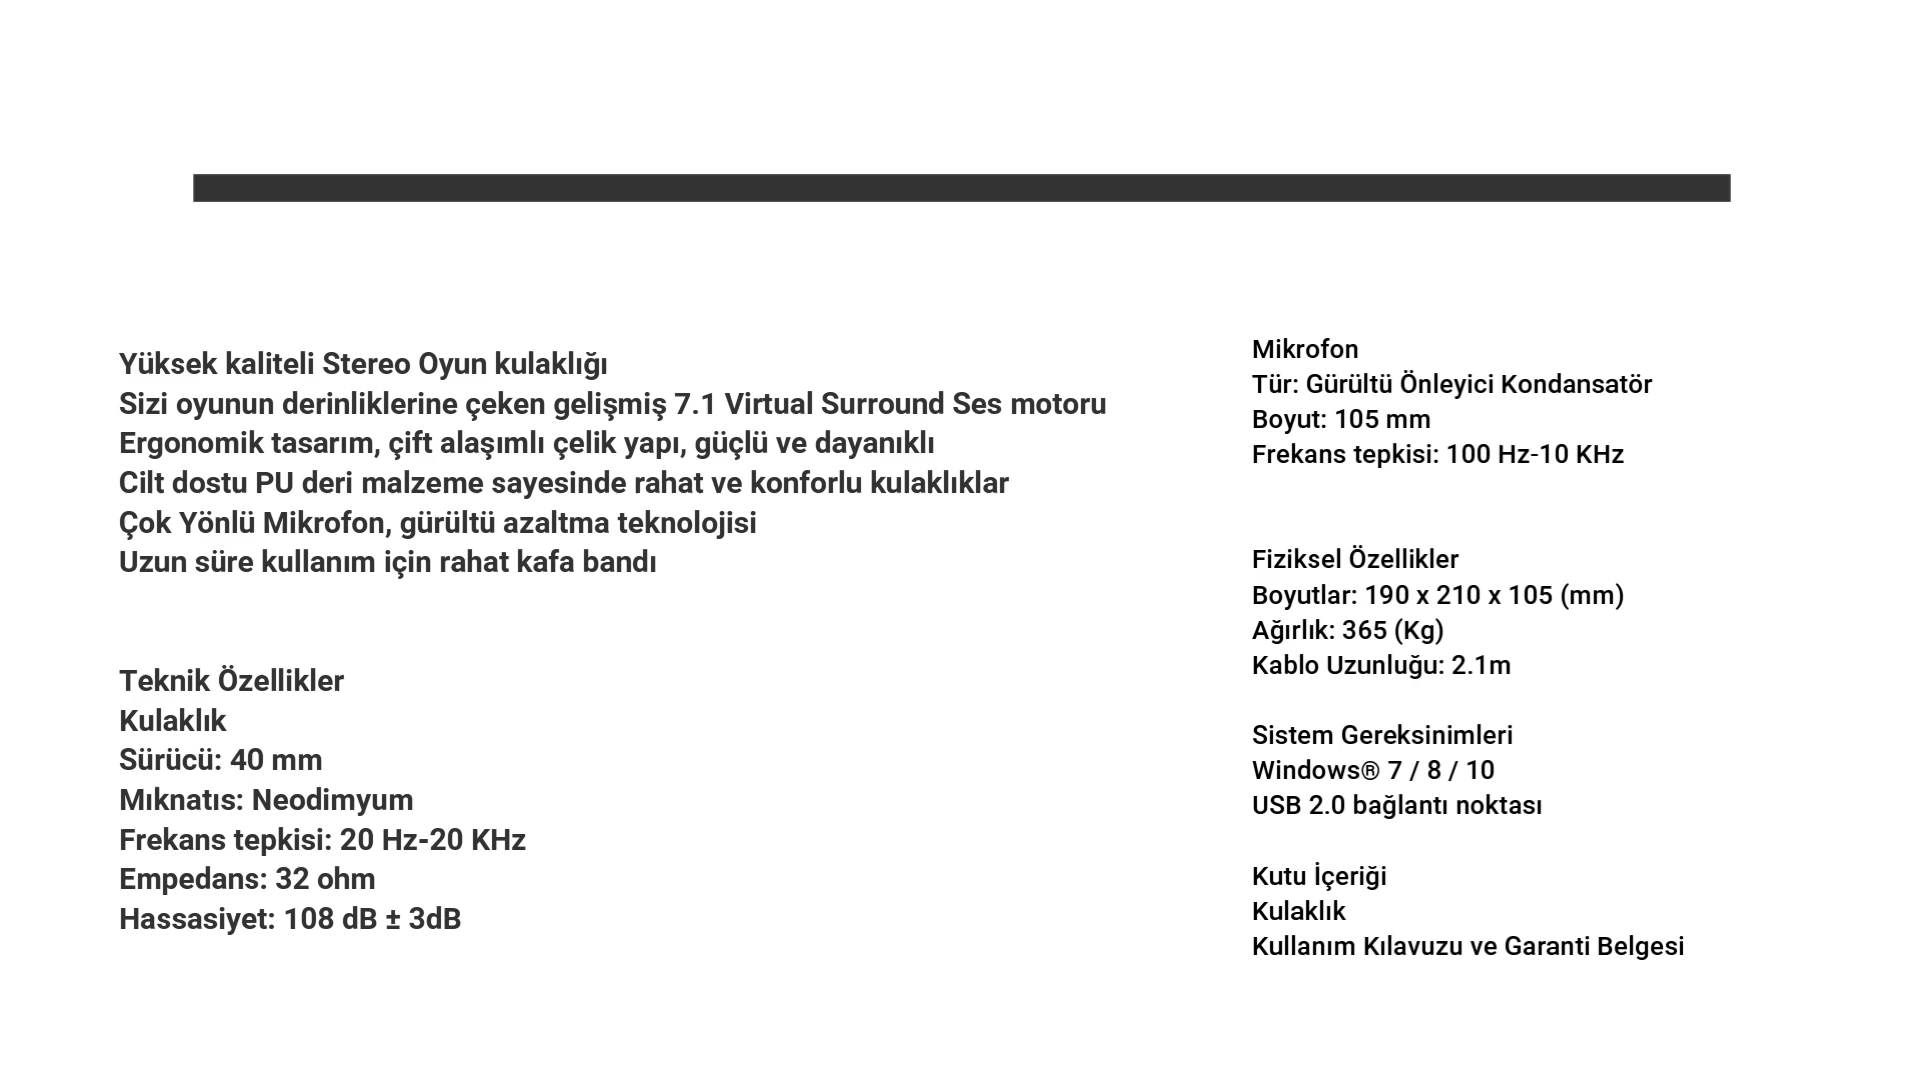 Yüksek kaliteli Stereo Oyun kulaklığı
Sizi oyunun derinliklerine çeken gelişmiş 7.1 Virtual Surround Ses motoru
Ergonomik tasarım, çift alaşımlı çelik yapı, güçlü ve dayanıklı
Cilt dostu PU deri malzeme sayesinde rahat ve konforlu kulaklıklar
Çok Yönlü Mikrofon, gürültü azaltma teknolojisi
Uzun süre kullanım için rahat kafa bandı
Teknik Özellikler
Kulaklık
Sürücü: 40 mm
Mıknatıs: Neodimyum
Frekans tepkisi: 20 Hz-20 KHz
Empedans: 32 ohm
Hassasiyet: 108 dB ± 3dB
Mikrofon
Tür: Gürültü Önleyici Kondansatör
Boyut: 105 mm
Frekans tepkisi: 100 Hz-10 KHz
Fiziksel Özellikler
Boyutlar: 190 x 210 x 105 (mm)
Ağırlık: 365 (Kg)
Kablo Uzunluğu: 2.1m
Sistem Gereksinimleri
Windows® 7 / 8 / 10
USB 2.0 bağlantı noktası
Kutu İçeriği
Kulaklık
Kullanım Kılavuzu ve Garanti Belgesi